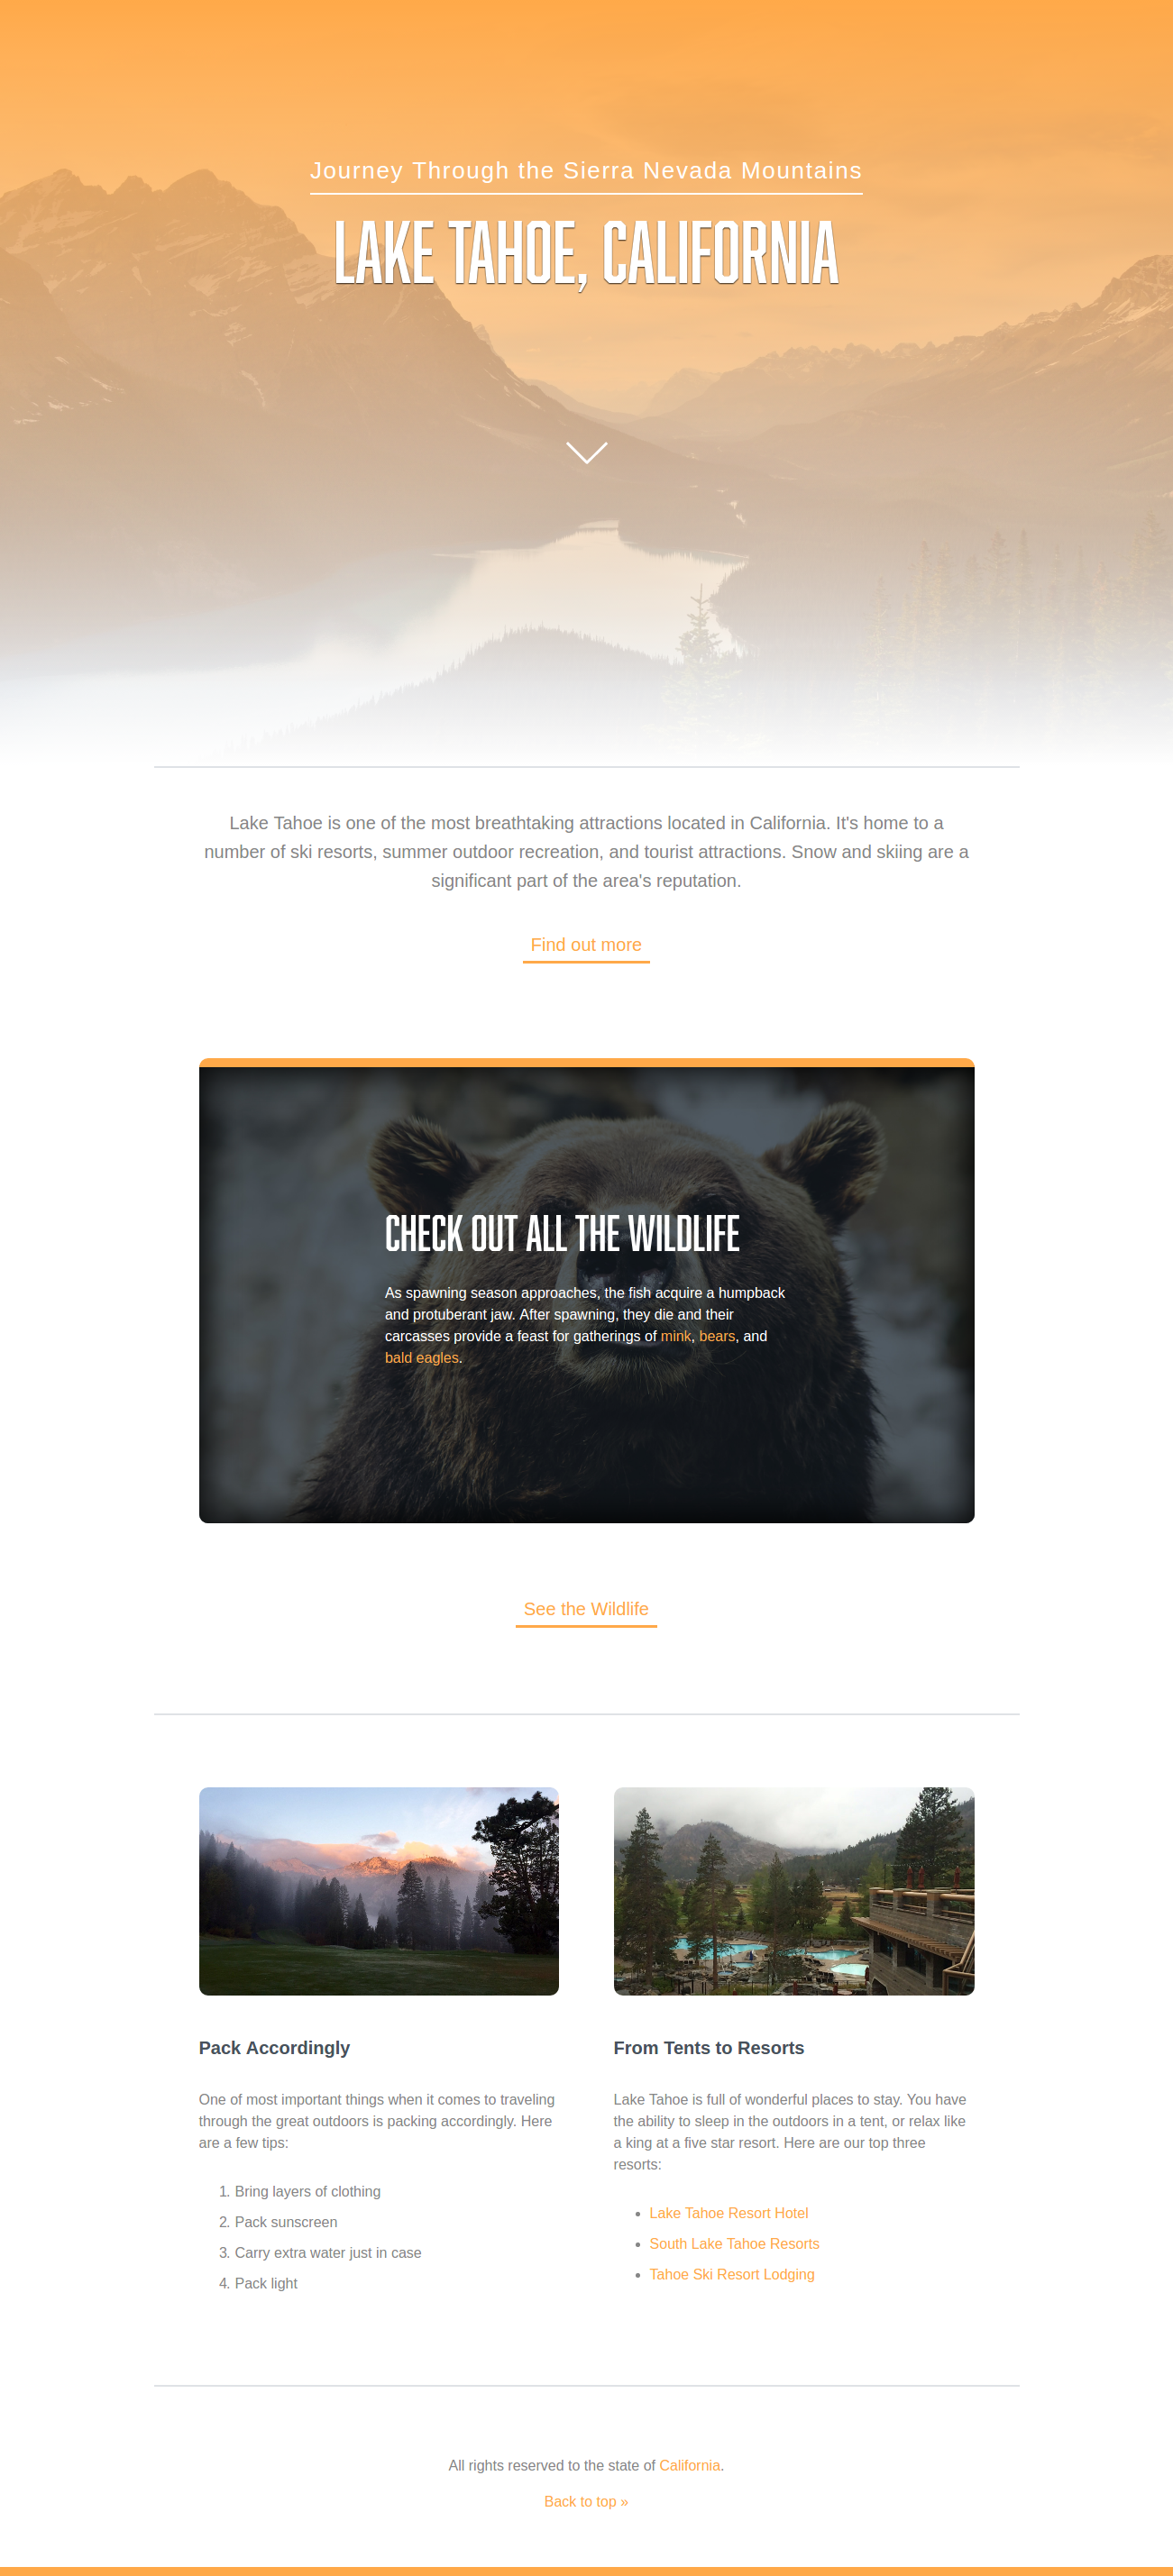 Journey Through the Sierra Nevada Mountains
LAKE TAHOE, CALIFORNIA
Lake Tahoe is one of the most breathtaking attractions located in California. It's home to a
number of ski resorts, summer outdoor recreation, and tourist attractions. Snow and skiing are a
significant part of the area's reputation.
Find out more
CHECK OUT ALL THE WILDLIFE
As spawning season approaches, the fish acquire a humpback
and protuberant jaw. After spawning, they die and their
carcasses provide a feast for gatherings of mink, bears, and
bald eagles.
See the Wildlife
Pack Accordingly
One of most important things when it comes to traveling
through the great outdoors is packing accordingly. Here
are a few tips:
1. Bring layers of clothing
2. Pack sunscreen
3. Carry extra water just in case
4. Pack light
From Tents to Resorts
Lake Tahoe is full of wonderful places to stay. You have
the ability to sleep in the outdoors in a tent, or relax like
a king at a five star resort. Here are our top three
resorts:
• Lake Tahoe Resort Hotel
• South Lake Tahoe Resorts
• Tahoe Ski Resort Lodging
All rights reserved to the state of California.
Back to top »